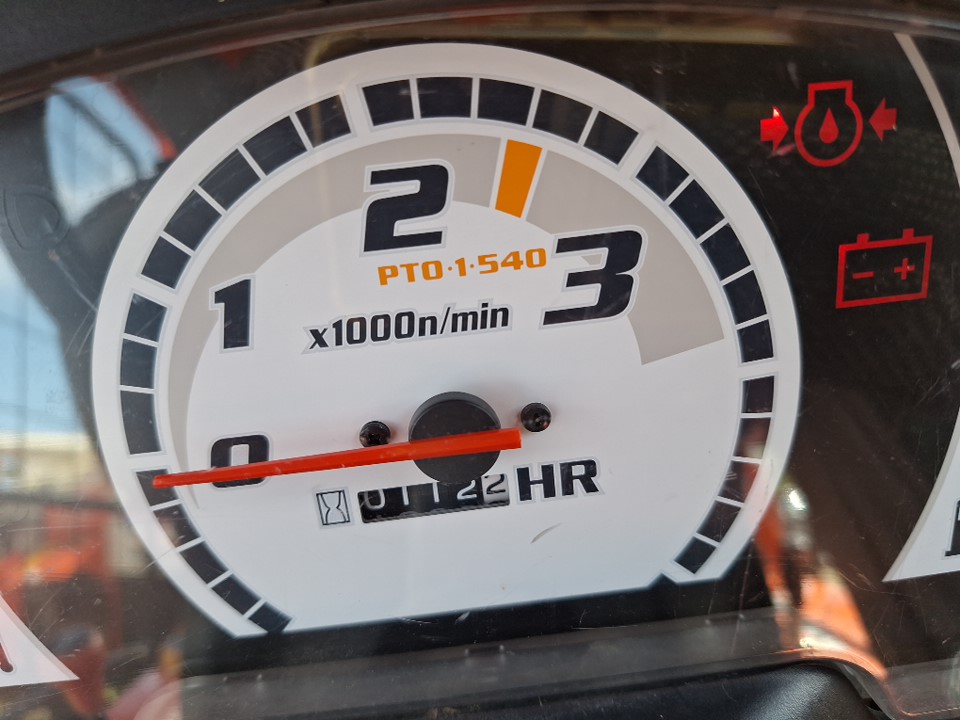 0
1
2
3
PTO·1·540
x1000n/min
01122 HR
- +